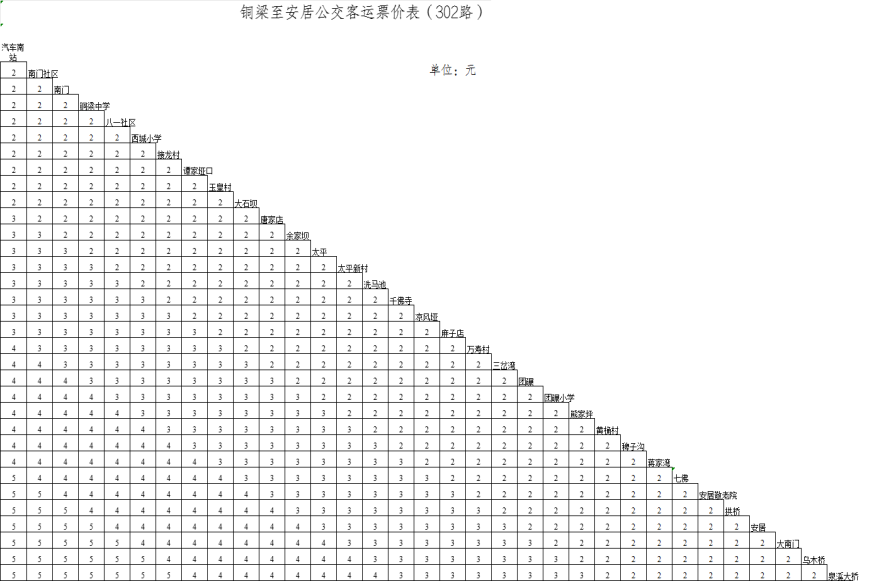 铜梁至安居公交客运票价表（302路）
单位：元
汽车南站
2 南门社区
2 2 南门
2 2 2 铜梁中学
2 2 2 2 八一社区
2 2 2 2 2 西城小学
2 2 2 2 2 2 接龙村
2 2 2 2 2 2 2 谭家垭口
2 2 2 2 2 2 2 2 玉皇村
2 2 2 2 2 2 2 2 2 大石坝
3 2 2 2 2 2 2 2 2 2 唐家店
3 3 2 2 2 2 2 2 2 2 2 余家坝
3 3 3 2 2 2 2 2 2 2 2 2 太平
3 3 3 3 2 2 2 2 2 2 2 2 2 太平新村
3 3 3 3 3 2 2 2 2 2 2 2 2 2 洗马池
3 3 3 3 3 3 2 2 2 2 2 2 2 2 2 千佛寺
3 3 3 3 3 3 3 2 2 2 2 2 2 2 2 2 凉风垭
3 3 3 3 3 3 3 3 2 2 2 2 2 2 2 2 2 麻子店
4 3 3 3 3 3 3 3 3 2 2 2 2 2 2 2 2 2 万寿村
4 4 3 3 3 3 3 3 3 2 2 2 2 2 2 2 2 2 2 三岔湾
4 4 4 3 3 3 3 3 3 3 3 2 2 2 2 2 2 2 2 2 团碾
4 4 4 4 3 3 3 3 3 3 3 3 2 2 2 2 2 2 2 2 2 团碾小学
4 4 4 4 4 3 3 3 3 3 3 3 3 2 2 2 2 2 2 2 2 2 熊家垭
4 4 4 4 4 4 3 3 3 3 3 3 3 2 2 2 2 2 2 2 2 2 2 黄桷村
4 4 4 4 4 4 4 3 3 3 3 3 3 3 3 2 2 2 2 2 2 2 2 2 稗子沟
4 4 4 4 4 4 4 4 3 3 3 3 3 3 3 3 2 2 2 2 2 2 2 2 2 蒋家湾
5 4 4 4 4 4 4 4 3 3 3 3 3 3 3 3 3 2 2 2 2 2 2 2 2 2 七佛
5 5 4 4 4 4 4 4 4 4 3 3 3 3 3 3 3 3 2 2 2 2 2 2 2 2 2 安居敬老院
5 5 5 4 4 4 4 4 4 4 4 3 3 3 3 3 3 3 2 2 2 2 2 2 2 2 2 2 拱桥
5 5 5 5 4 4 4 4 4 4 4 4 3 3 3 3 3 3 3 3 2 2 2 2 2 2 2 2 2 安居
5 5 5 5 5 4 4 4 4 4 4 4 3 3 3 3 3 3 3 3 2 2 2 2 2 2 2 2 2 2 大南门
5 5 5 5 5 5 4 4 4 4 4 4 4 4 3 3 3 3 3 3 3 2 2 2 2 2 2 2 2 2 2 乌木桥
5 5 5 5 5 5 5 4 4 4 4 4 4 4 4 3 3 3 3 3 3 3 3 2 2 2 2 2 2 2 2 2 琼溪大桥